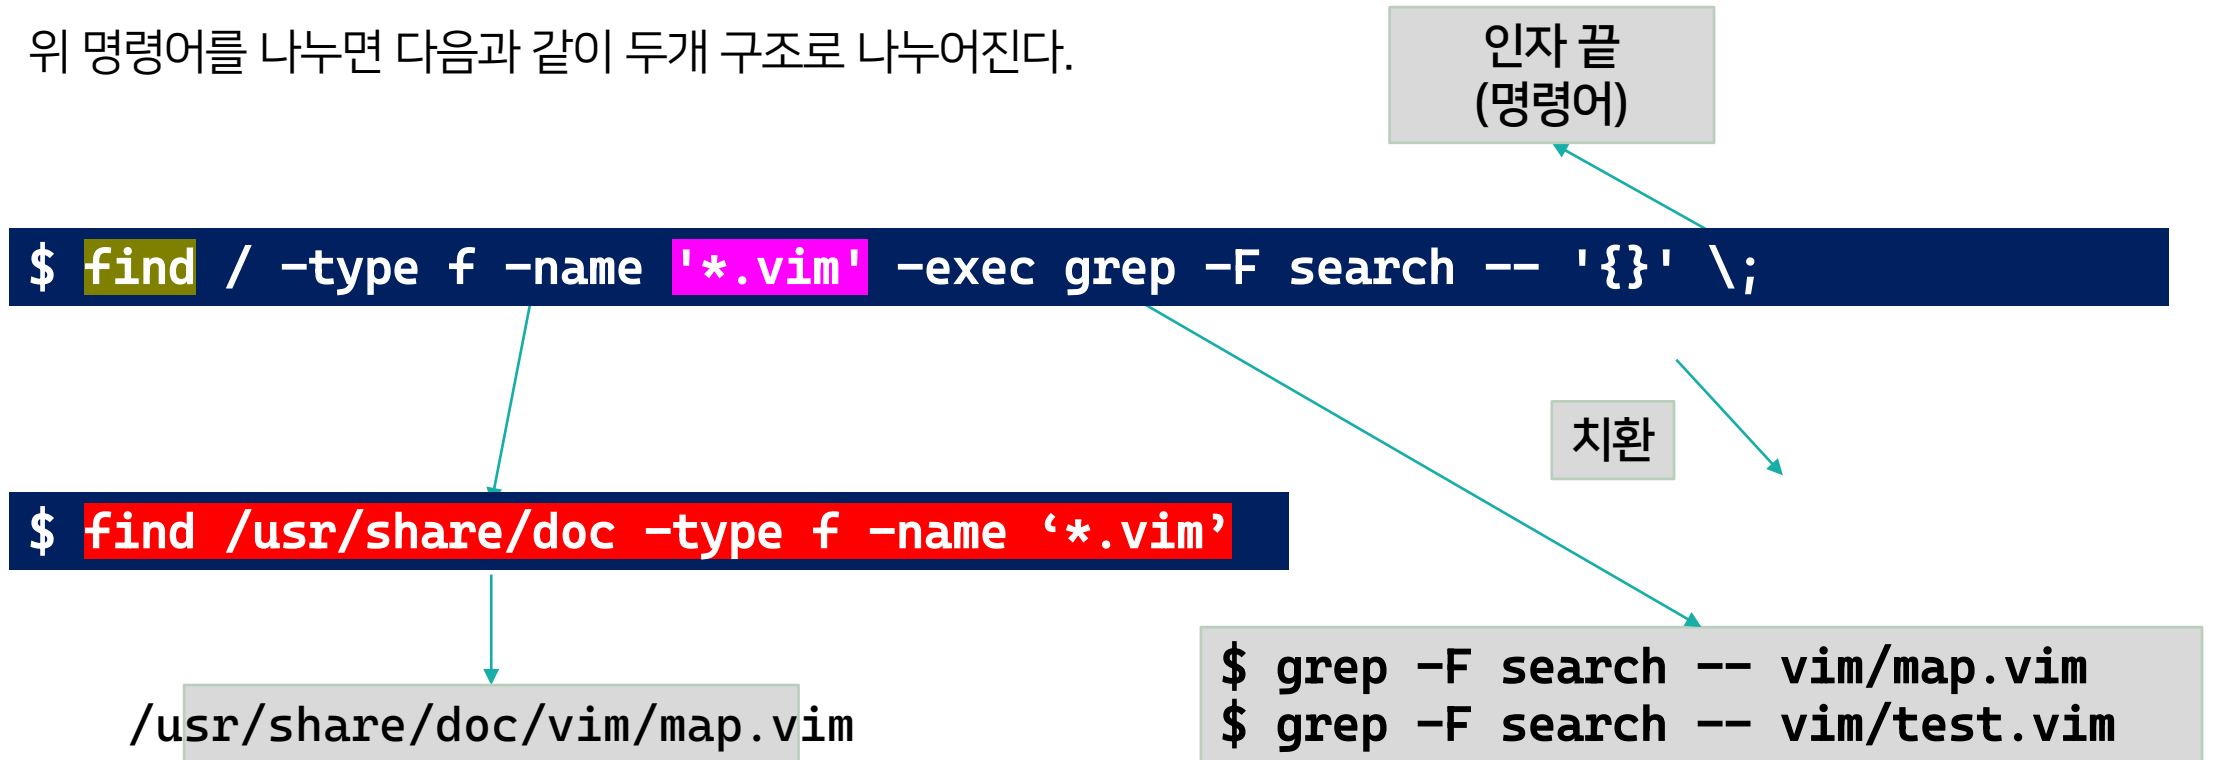 위 명령어를 나누면 다음과 같이 두개 구조로 나누어진다.
인자 끝
(명령어)
$ find / -type f -name '*.vim' -exec grep -F search -- '{}' \;
치환
$ find /usr/share/doc -type f -name ‘*.vim’
/usr/share/doc/vim/map.vim
$ grep -F search -- vim/map.vim
$ grep -F search -- vim/test.vim